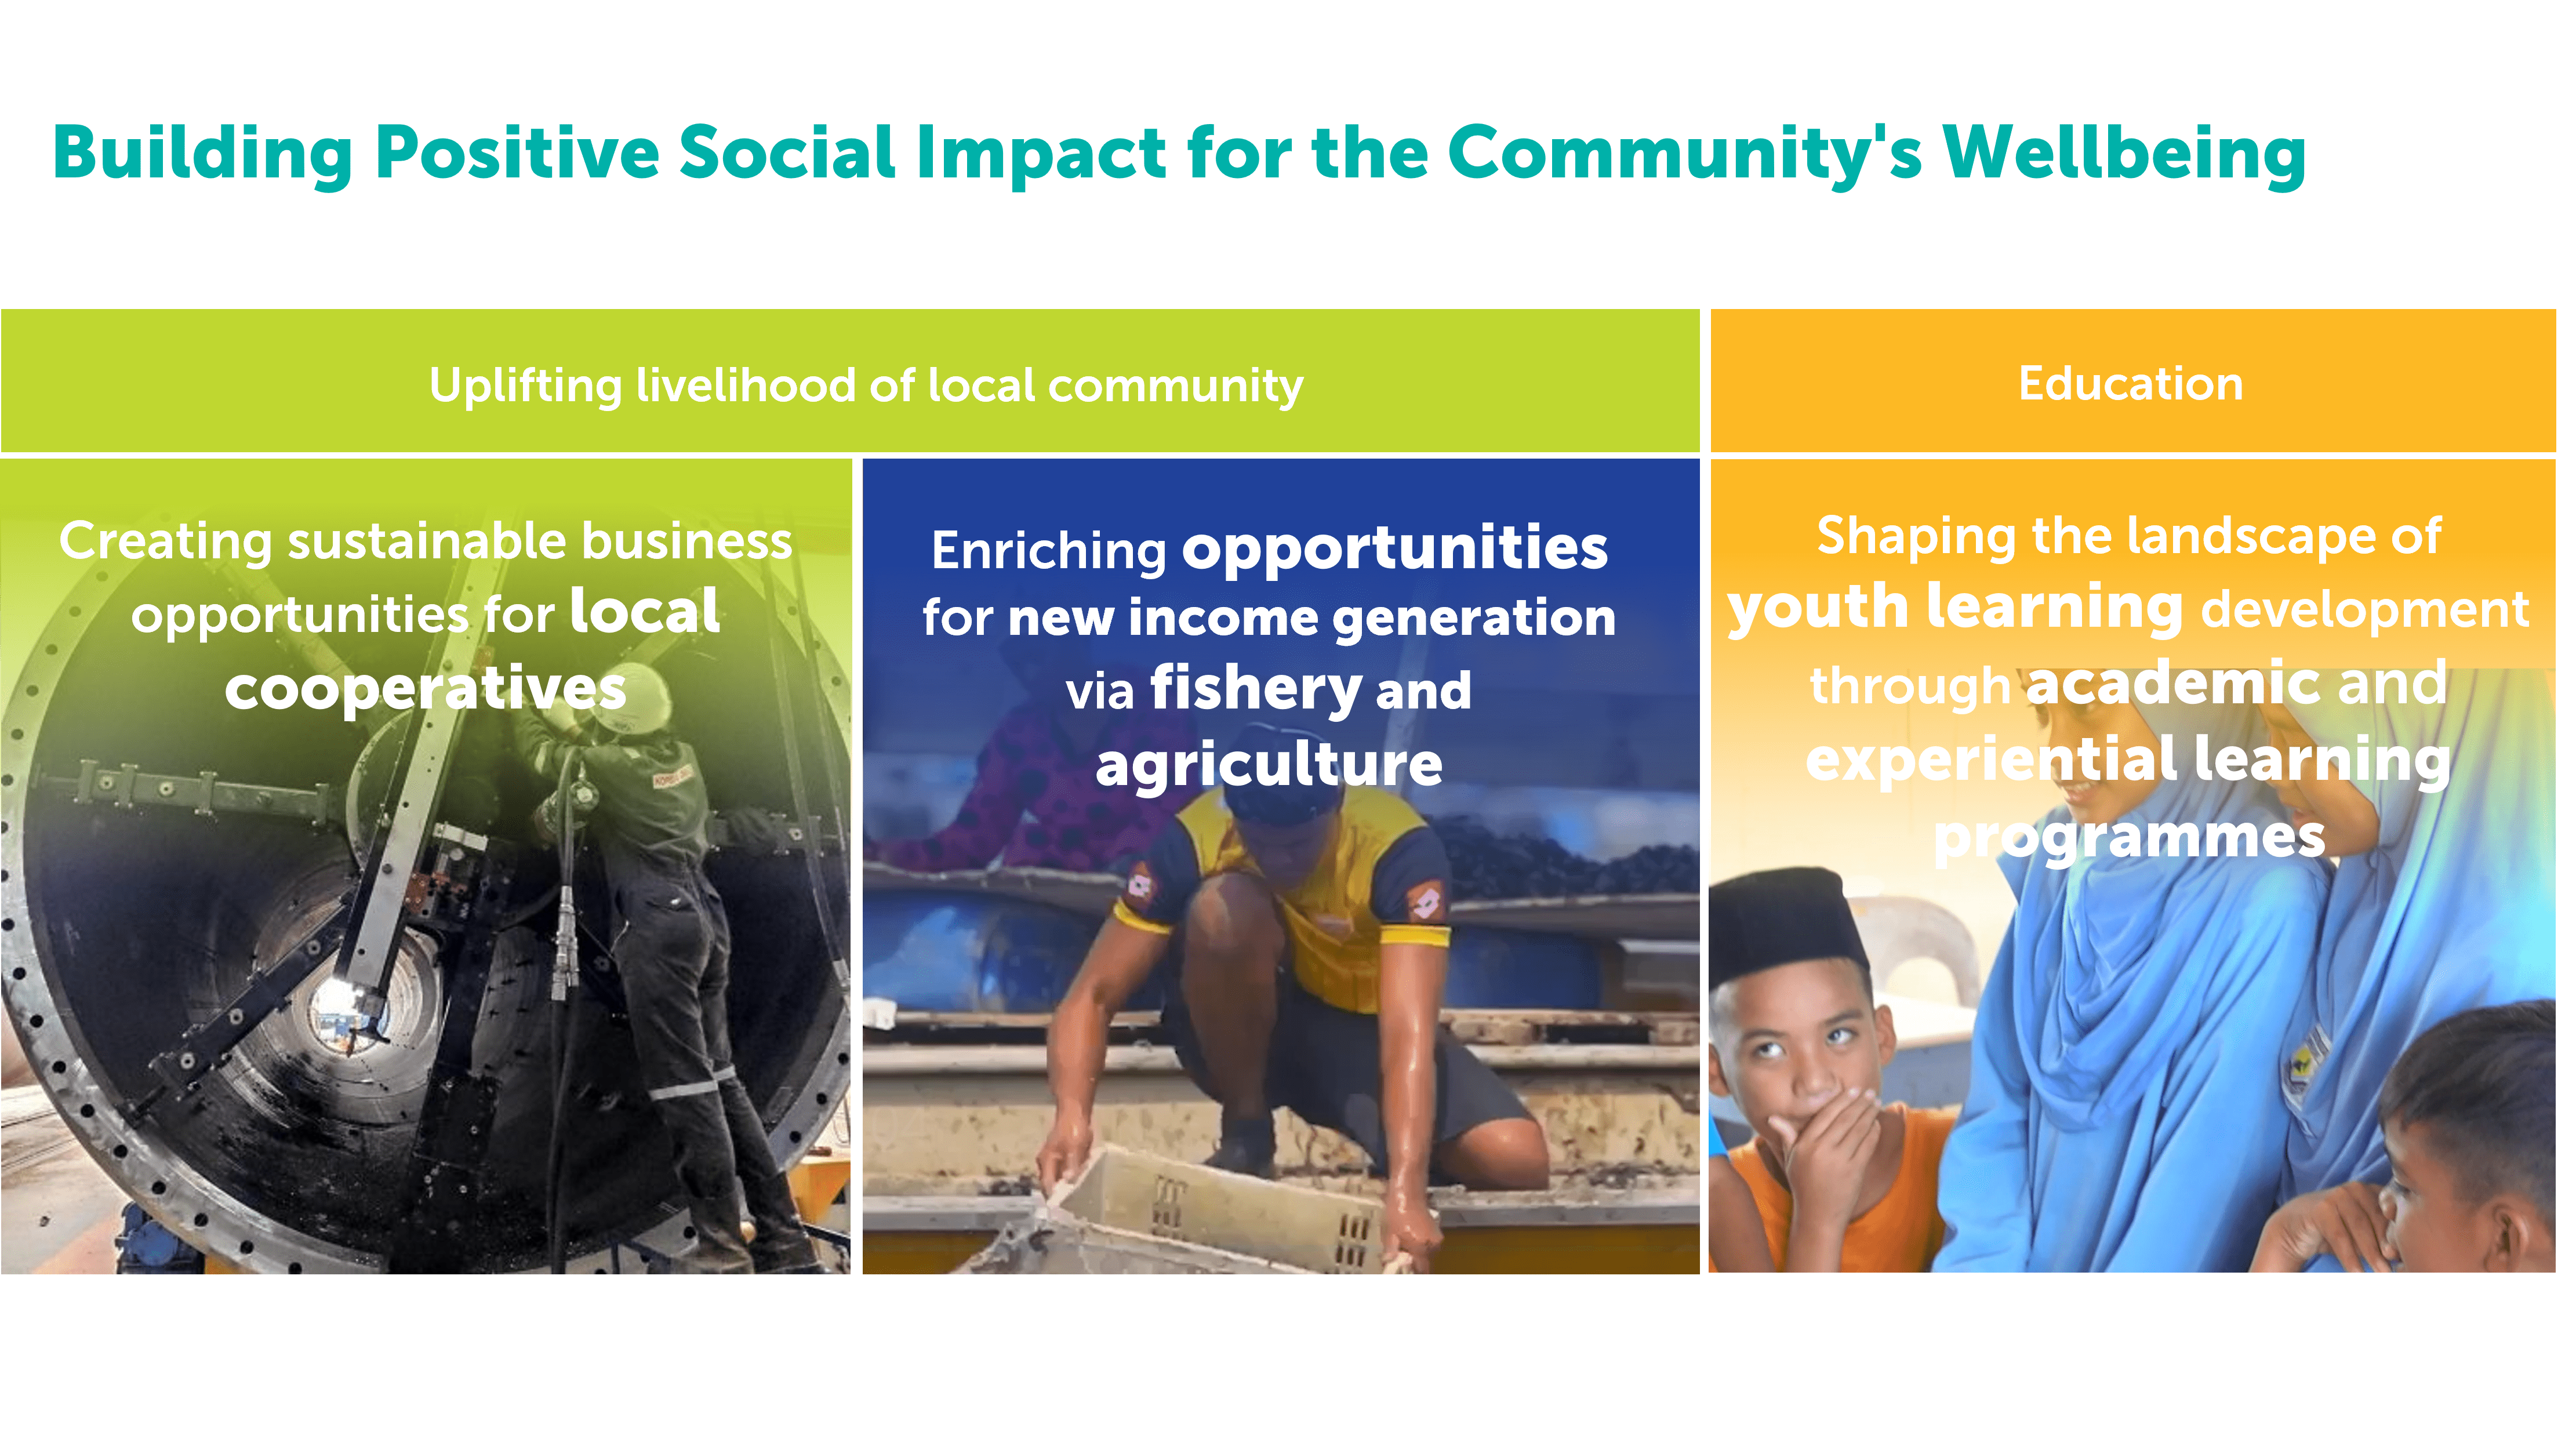 Building Positive Social Impact for the Community's Wellbeing
Uplifting livelihood of local community
Education
Creating sustainable business
opportunities for local
cooperatives
Enriching opportunities
for new income generation
via fishery and
agriculture
Shaping the landscape of
youth learning development
through academic and
experiential learning
programmes